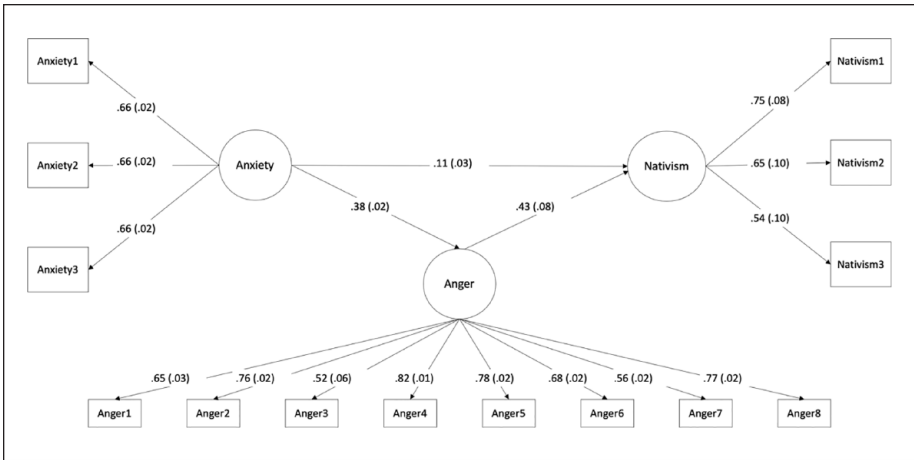 Anxiety1
Nativism1
.66 (.02)
.75 (.08)
Anxiety2
.66 (.02)
Anxiety
.11 (.03)
Nativism
.65 (.10)
Nativism2
.38 (.02)
.43 (.08)
.66 (.02)
.54 (.10)
Anxiety3
Nativism3
Anger
.65 (.03)
.76 (.02)
.52 (.06)
.82 (.01)
.78 (.02)
.68 (.02)
.56 (.02)
.77 (.02)
Anger1
Anger2
Anger3
Anger4
Anger5
Anger6
Anger7
Anger8